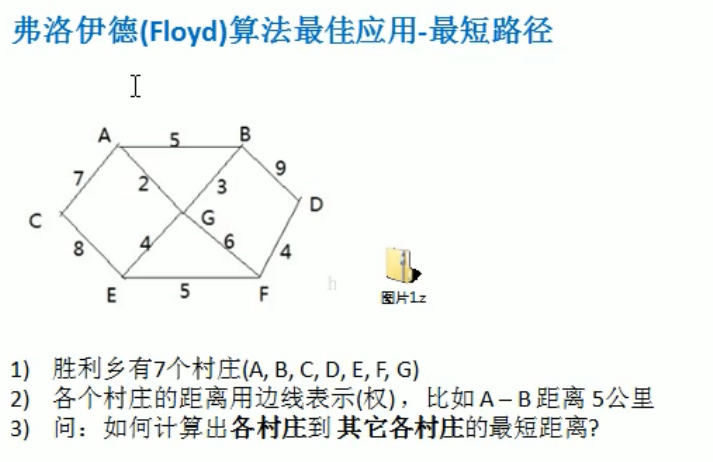 弗洛伊德(Floyd)算法最佳应用-最短路径
A 5 B
7 2 3 9
C G D
8 4 6 4
E 5 F
h
图片1.z
1) 胜利乡有7个村庄(A, B, C, D, E, F, G)
2) 各个村庄的距离用边线表示(权)，比如 A – B 距离 5公里
3) 问：如何计算出各村庄到 其它各村庄的最短距离?